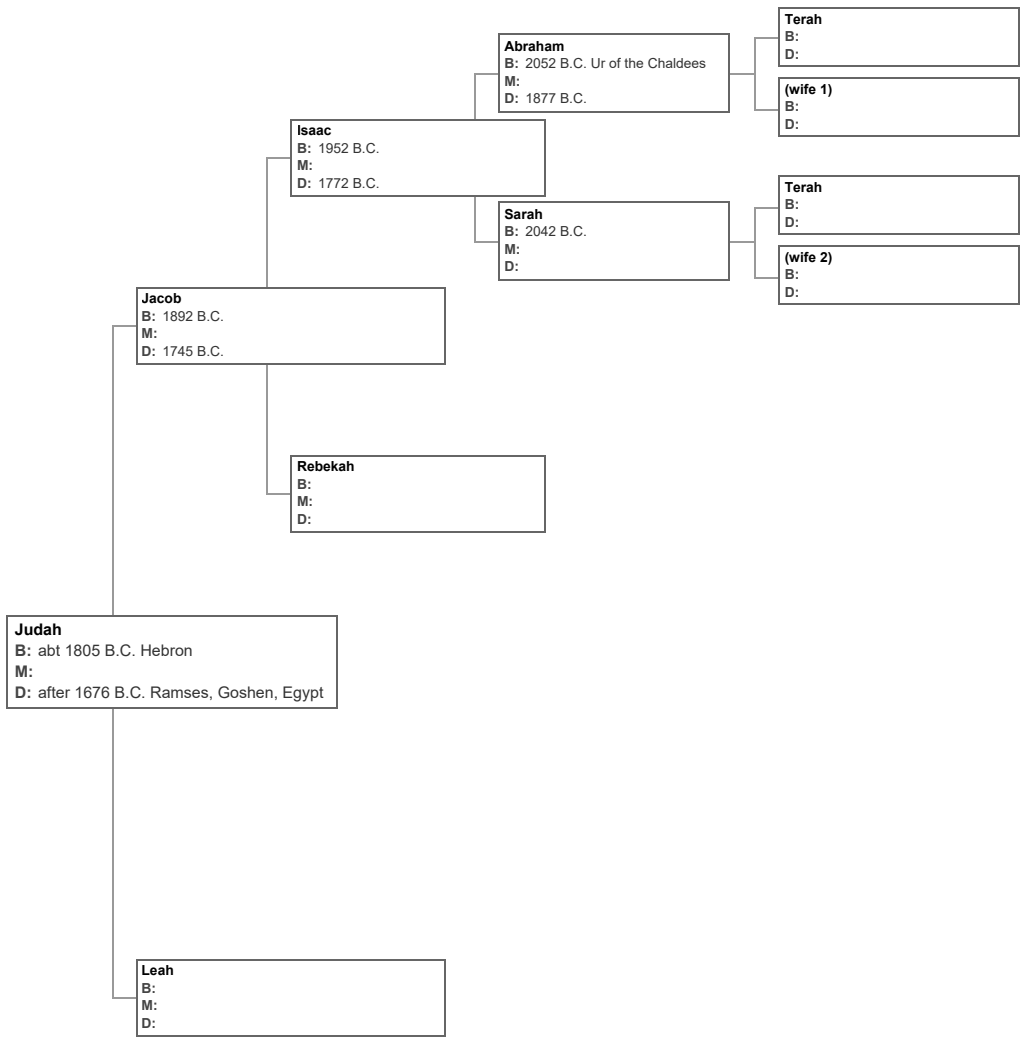 Terah
B:
D:
Abraham
B: 2052 B.C. Ur of the Chaldees
M:
D: 1877 B.C.
(wife 1)
B:
D:
Isaac
B: 1952 B.C.
M:
D: 1772 B.C.
Terah
B:
D:
Sarah
B: 2042 B.C.
M:
D:
(wife 2)
B:
D:
Jacob
B: 1892 B.C.
M:
D: 1745 B.C.
Rebekah
B:
M:
D:
Judah
B: abt 1805 B.C. Hebron
M:
D: after 1676 B.C. Ramses, Goshen, Egypt
Leah
B:
M:
D: